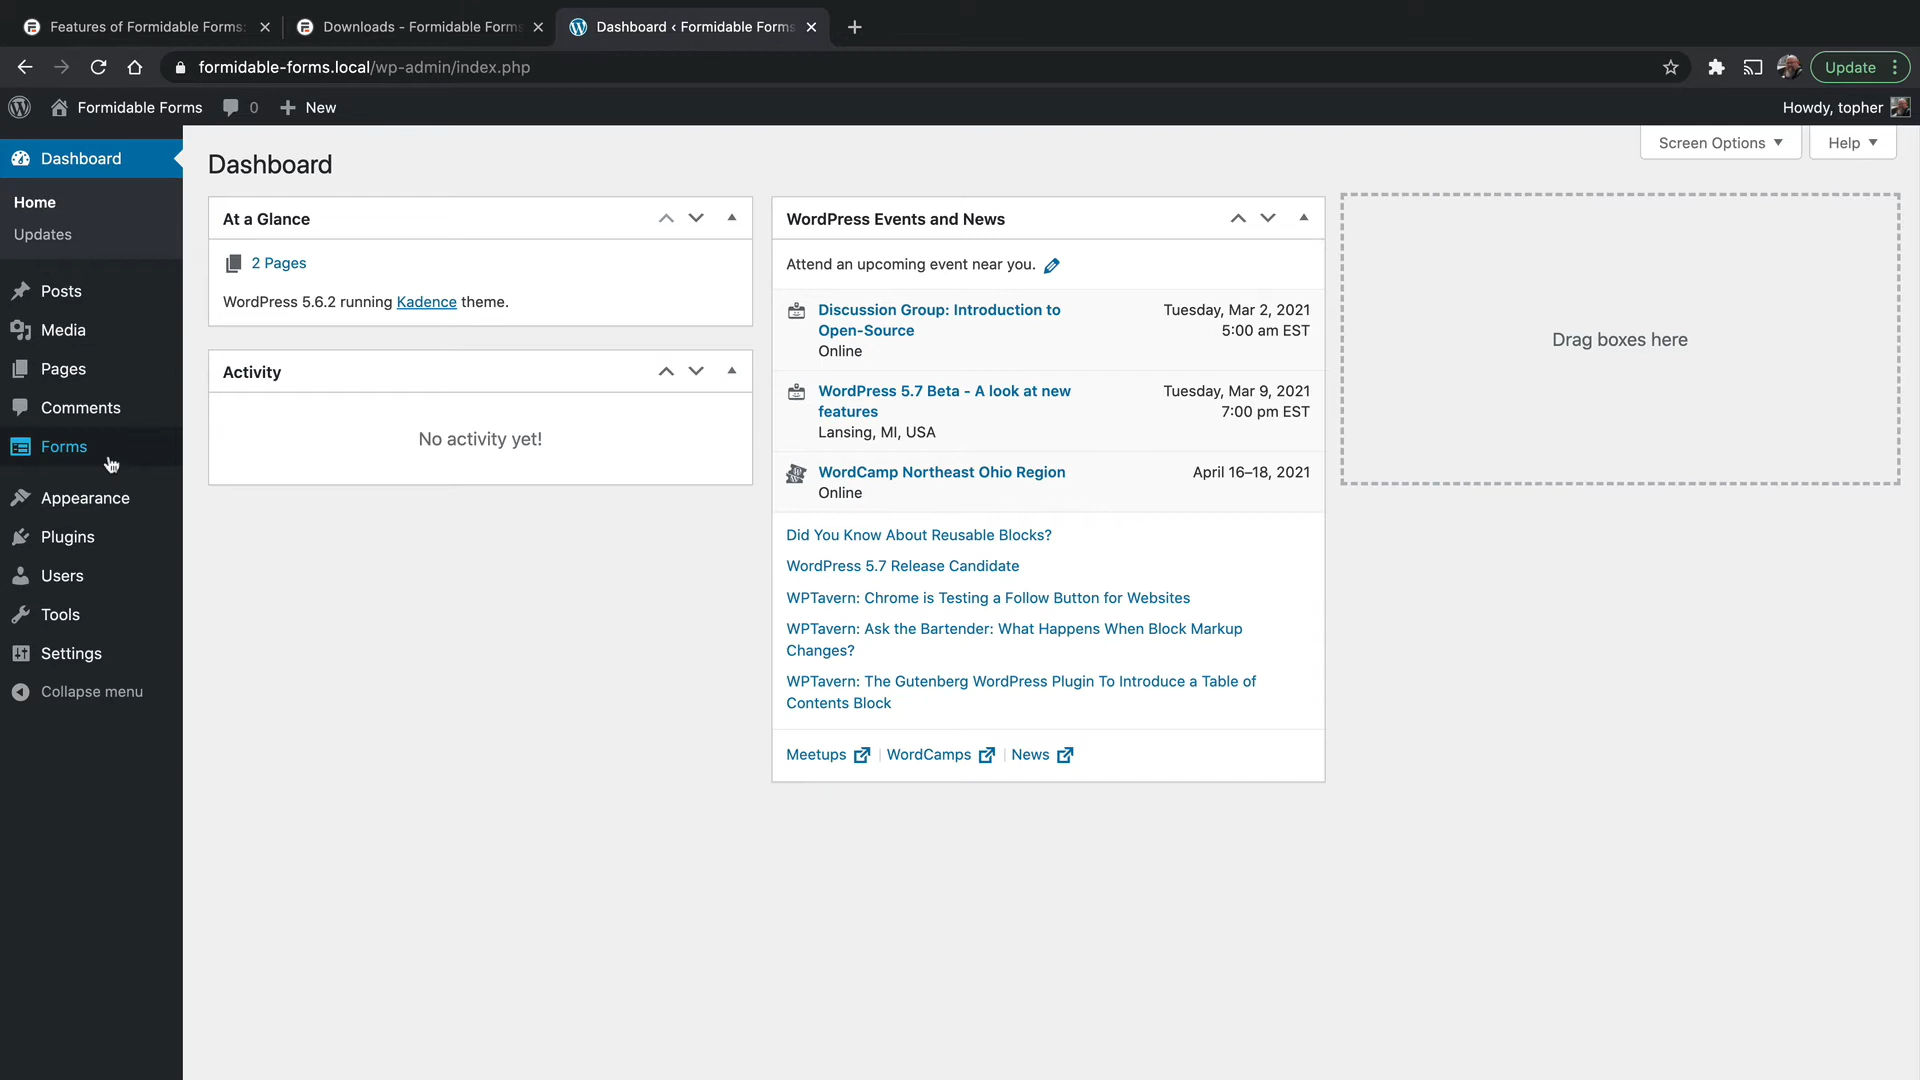 Features of Formidable Forms:
Downloads - Formidable Forms
Dashboard ‹ Formidable Forms
formidable-forms.local/wp-admin/index.php
Update
Formidable Forms
0
New
Howdy, topher
Dashboard
Home
Updates
Posts
Media
Pages
Comments
Forms
Appearance
Plugins
Users
Tools
Settings
Collapse menu
Screen Options
Help
Dashboard
At a Glance
2 Pages
WordPress 5.6.2 running Kadence theme.
Activity
No activity yet!
WordPress Events and News
Attend an upcoming event near you.
Discussion Group: Introduction to
Open-Source
Online
Tuesday, Mar 2, 2021
5:00 am EST
WordPress 5.7 Beta - A look at new
features
Lansing, MI, USA
Tuesday, Mar 9, 2021
7:00 pm EST
WordCamp Northeast Ohio Region
Online
April 16–18, 2021
Did You Know About Reusable Blocks?
WordPress 5.7 Release Candidate
WPTavern: Chrome is Testing a Follow Button for Websites
WPTavern: Ask the Bartender: What Happens When Block Markup
Changes?
WPTavern: The Gutenberg WordPress Plugin To Introduce a Table of
Contents Block
Meetups | WordCamps | News
Drag boxes here